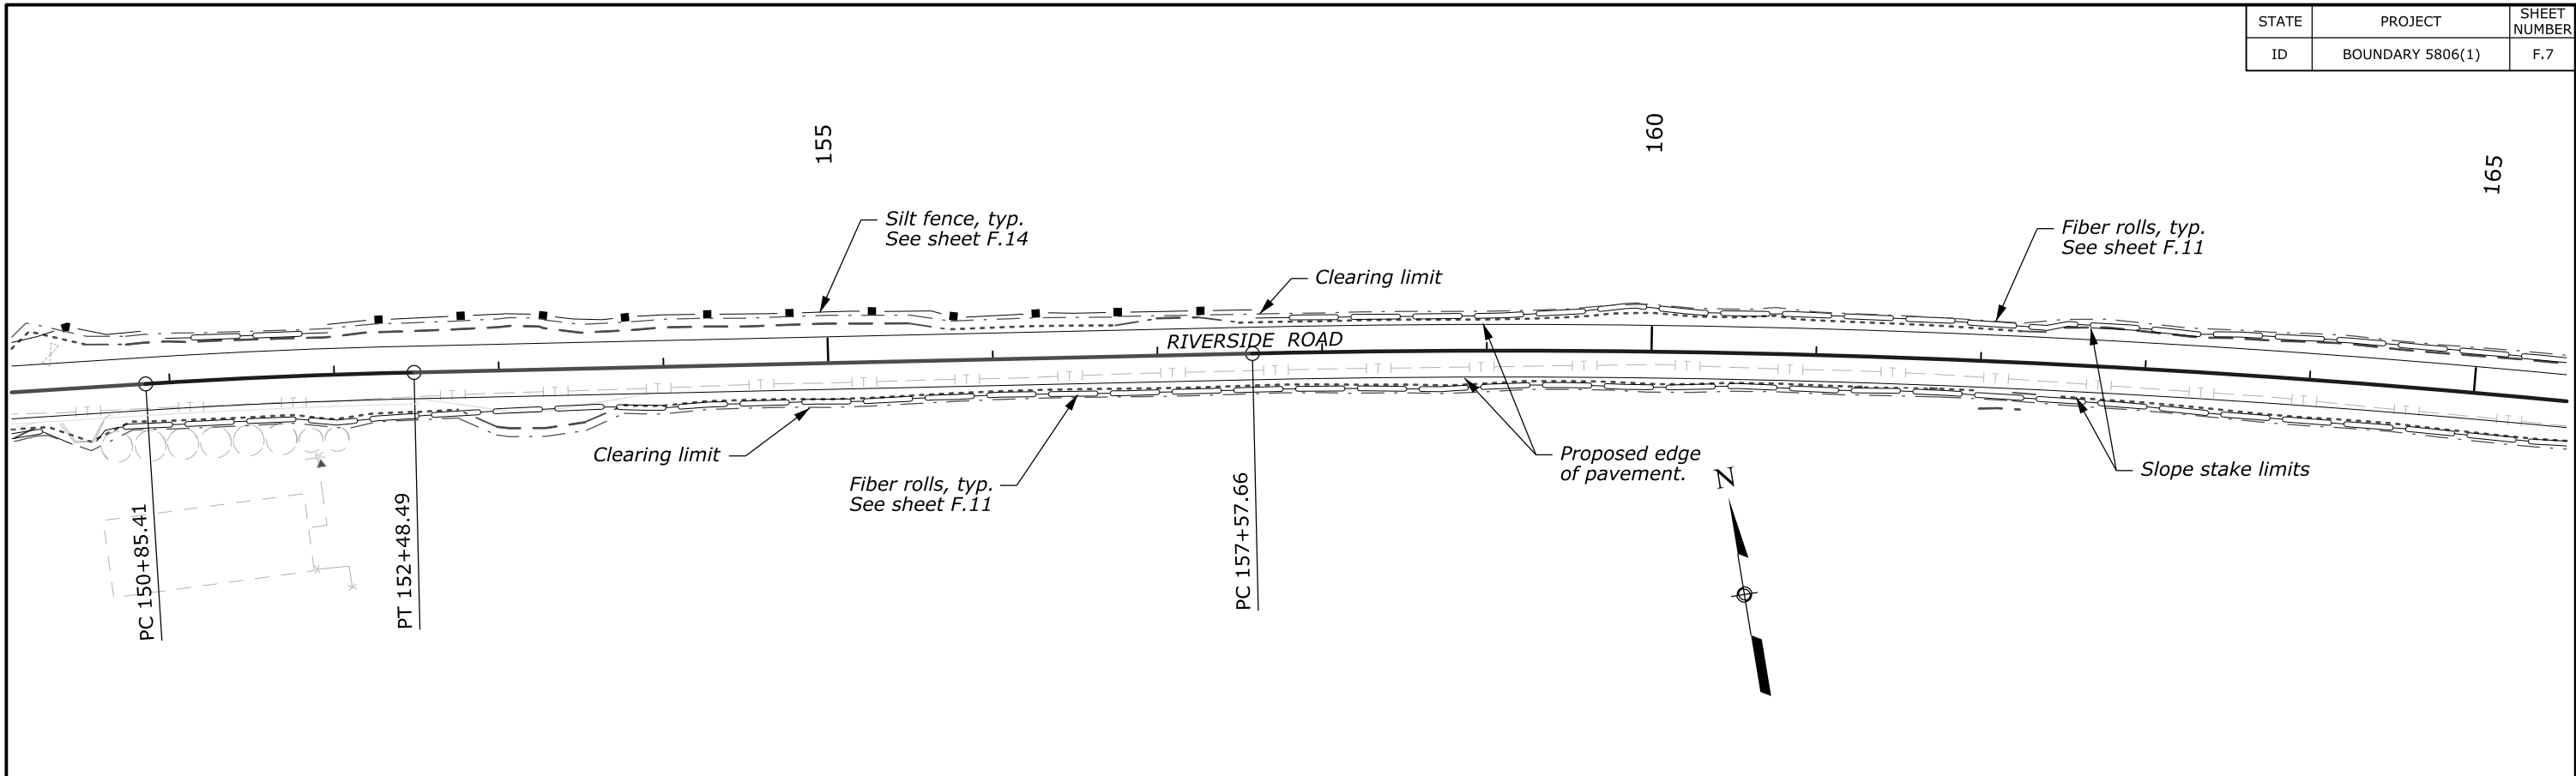 STATE PROJECT SHEET NUMBER
ID BOUNDARY 5806(1) F.7
155
160
165
Silt fence, typ.
See sheet F.14
Fiber rolls, typ.
See sheet F.11
Clearing limit
RIVERSIDE ROAD
Clearing limit
Fiber rolls, typ.
See sheet F.11
Proposed edge
of pavement.
Slope stake limits
N
PC 150+85.41
PT 152+48.49
PC 157+57.66